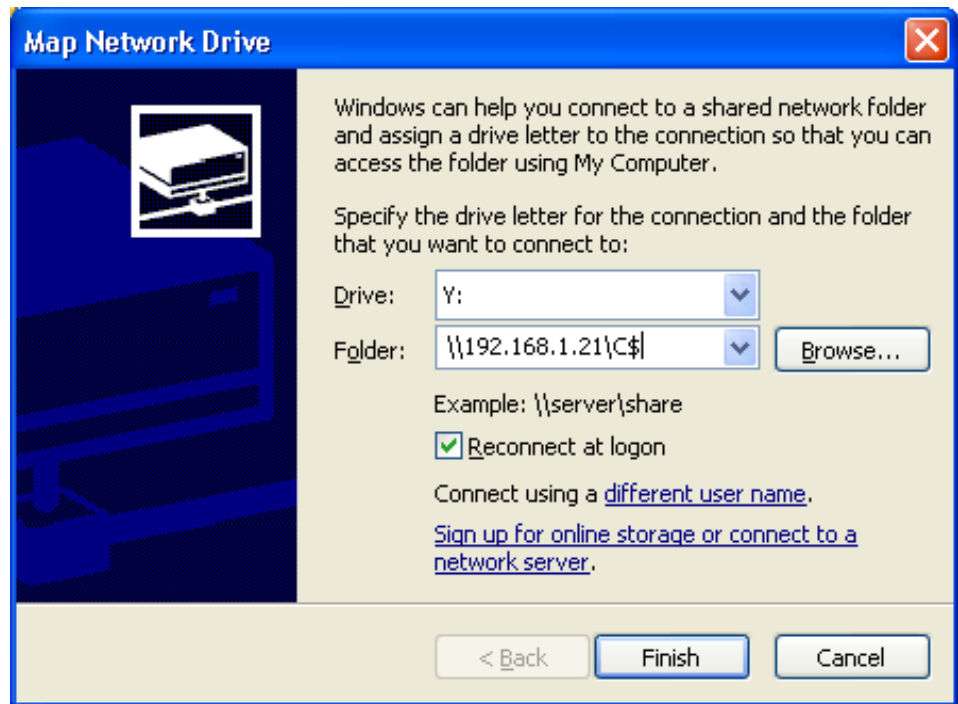 Map Network Drive
Windows can help you connect to a shared network folder
and assign a drive letter to the connection so that you can
access the folder using My Computer.
Specify the drive letter for the connection and the folder
that you want to connect to:
Drive: Y:
Folder: \\192.168.1.21\C$ Browse...
Example: \\server\share
Reconnect at logon
Connect using a different user name.
Sign up for online storage or connect to a
network server.
< Back Finish Cancel